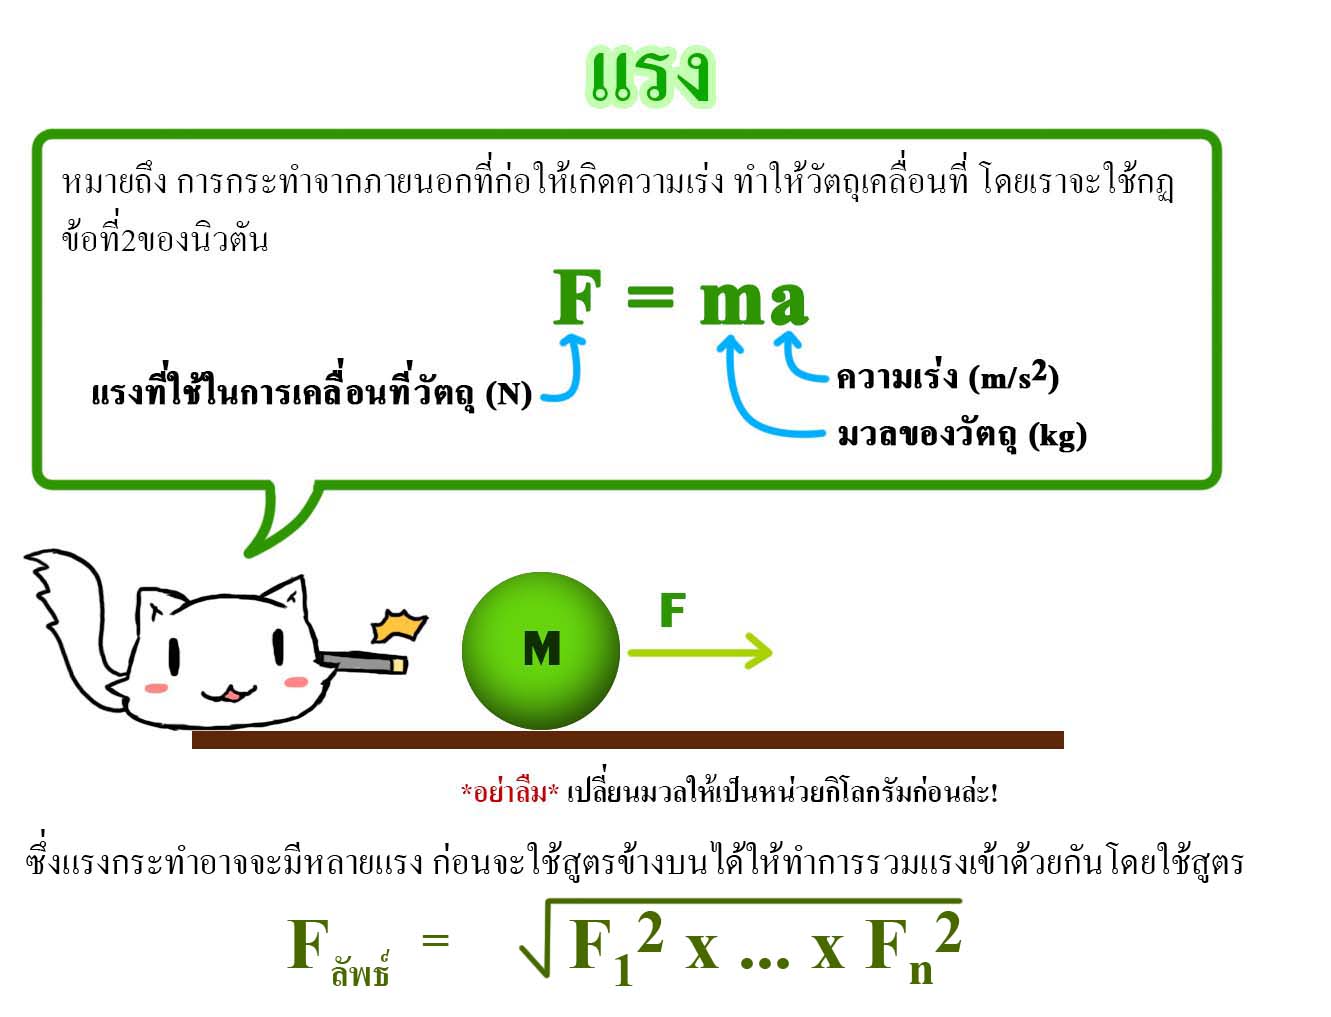 แรง
หมายถึง การกระทำจากภายนอกที่ก่อให้เกิดความเร่ง ทำให้วัตถุเคลื่อนที่ โดยเราจะใช้กฏ
ข้อที่2ของนิวตัน
F = ma
แรงที่ใช้ในการเคลื่อนที่วัตถุ (N)
ความเร่ง (m/s²)
มวลของวัตถุ (kg)
F
M
*อย่าลืม* เปลี่ยนมวลให้เป็นหน่วยกิโลกรัมก่อนล่ะ!
ซึ่งแรงกระทำอาจจะมีหลายแรง ก่อนจะใช้สูตรข้างบนได้ให้ทำการรวมแรงเข้าด้วยกันโดยใช้สูตร
Fลัพธ์ = √F₁² x ... x Fₙ²